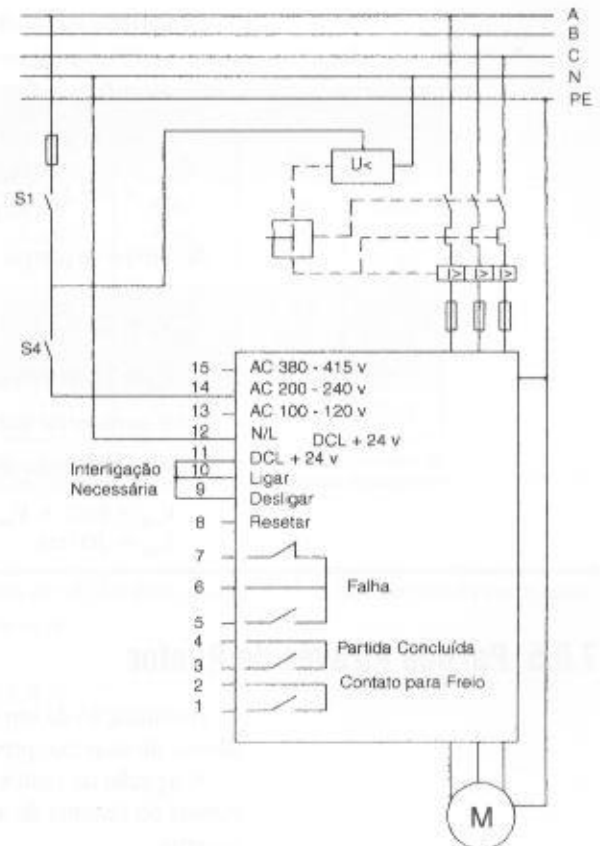 A
B
C
N
PE
U<
S1
I> I> I>
S4
15 AC 380 - 415 v
14 AC 200 - 240 v
13 AC 100 - 120 v
12 N/L
DCL + 24 v
11 DCL + 24 v
Interligação
Necessária
10 Ligar
9 Desligar
8 Resetar
7
6 Falha
5
4 Partida Concluída
3
2 Contato para Freio
1
M